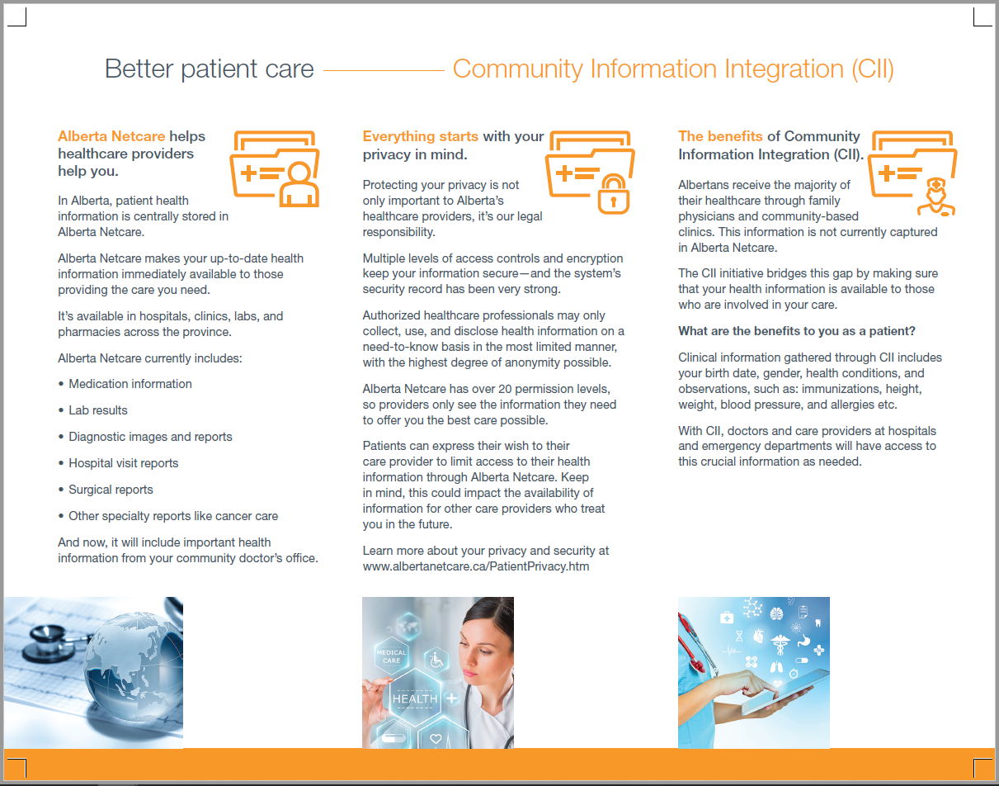 Better patient care
Community Information Integration (CII)
Alberta Netcare helps
healthcare providers
help you.
In Alberta, patient health
information is centrally stored in
Alberta Netcare.
Alberta Netcare makes your up-to-date health
information immediately available to those
providing the care you need.
It’s available in hospitals, clinics, labs, and
pharmacies across the province.
Alberta Netcare currently includes:
• Medication information
• Lab results
• Diagnostic images and reports
• Hospital visit reports
• Surgical reports
• Other specialty reports like cancer care
And now, it will include important health
information from your community doctor’s office.
Everything starts with your
privacy in mind.
Protecting your privacy is not
only important to Alberta’s
healthcare providers, it’s our legal
responsibility.
Multiple levels of access controls and encryption
keep your information secure—and the system’s
security record has been very strong.
Authorized healthcare professionals may only
collect, use, and disclose health information on a
need-to-know basis in the most limited manner,
with the highest degree of anonymity possible.
Alberta Netcare has over 20 permission levels,
so providers only see the information they need
to offer you the best care possible.
Patients can express their wish to their
care provider to limit access to their health
information through Alberta Netcare. Keep
in mind, this could impact the availability of
information for other care providers who treat
you in the future.
Learn more about your privacy and security at
www.albertanetcare.ca/PatientPrivacy.htm
The benefits of Community
Information Integration (CII).
Albertans receive the majority of
their healthcare through family
physicians and community-based
clinics. This information is not currently captured
in Alberta Netcare.
The CII initiative bridges this gap by making sure
that your health information is available to those
who are involved in your care.
What are the benefits to you as a patient?
Clinical information gathered through CII includes
your birth date, gender, health conditions, and
observations, such as: immunizations, height,
weight, blood pressure, and allergies etc.
With CII, doctors and care providers at hospitals
and emergency departments will have access to
this crucial information as needed.
MEDICAL
CARE
HEALTH